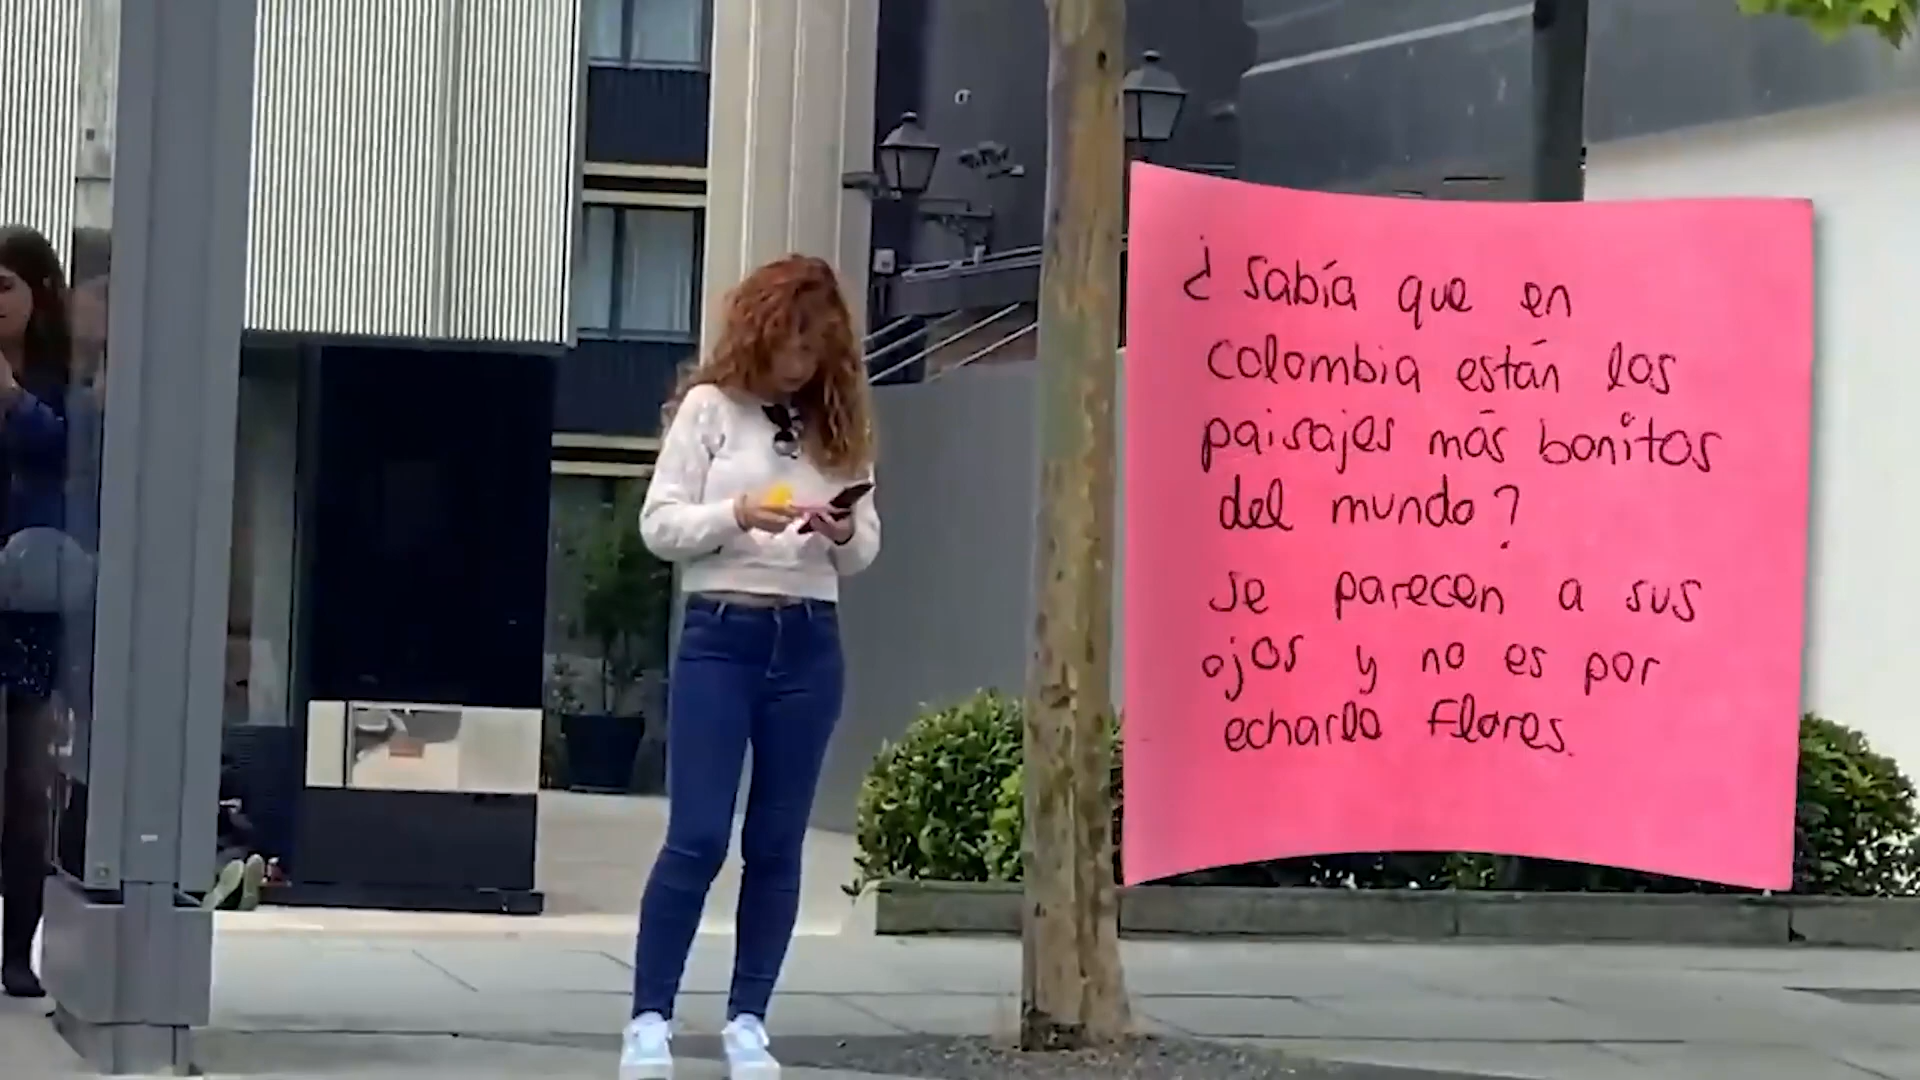 ¿Sabía que en
Colombia están los
paisajes más bonitos
del mundo?
Se parecen a sus
ojos y no es por
echarle Flores.